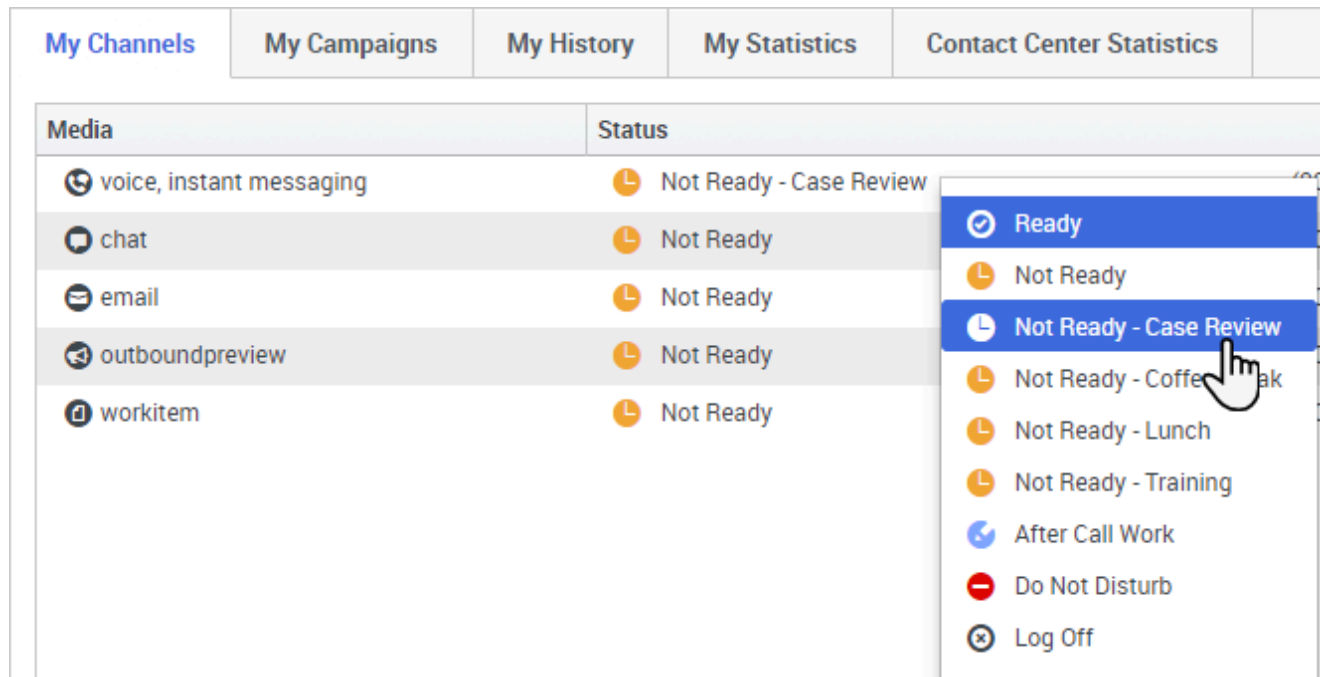 My Channels My Campaigns My History My Statistics Contact Center Statistics
Media Status
voice, instant messaging Not Ready - Case Review
chat Not Ready
email Not Ready
outboundpreview Not Ready
workitem Not Ready
Ready
Not Ready
Not Ready - Case Review
Not Ready -
Not Ready - Lunch
Not Ready - Training
After Call Work
Do Not Disturb
Log Off